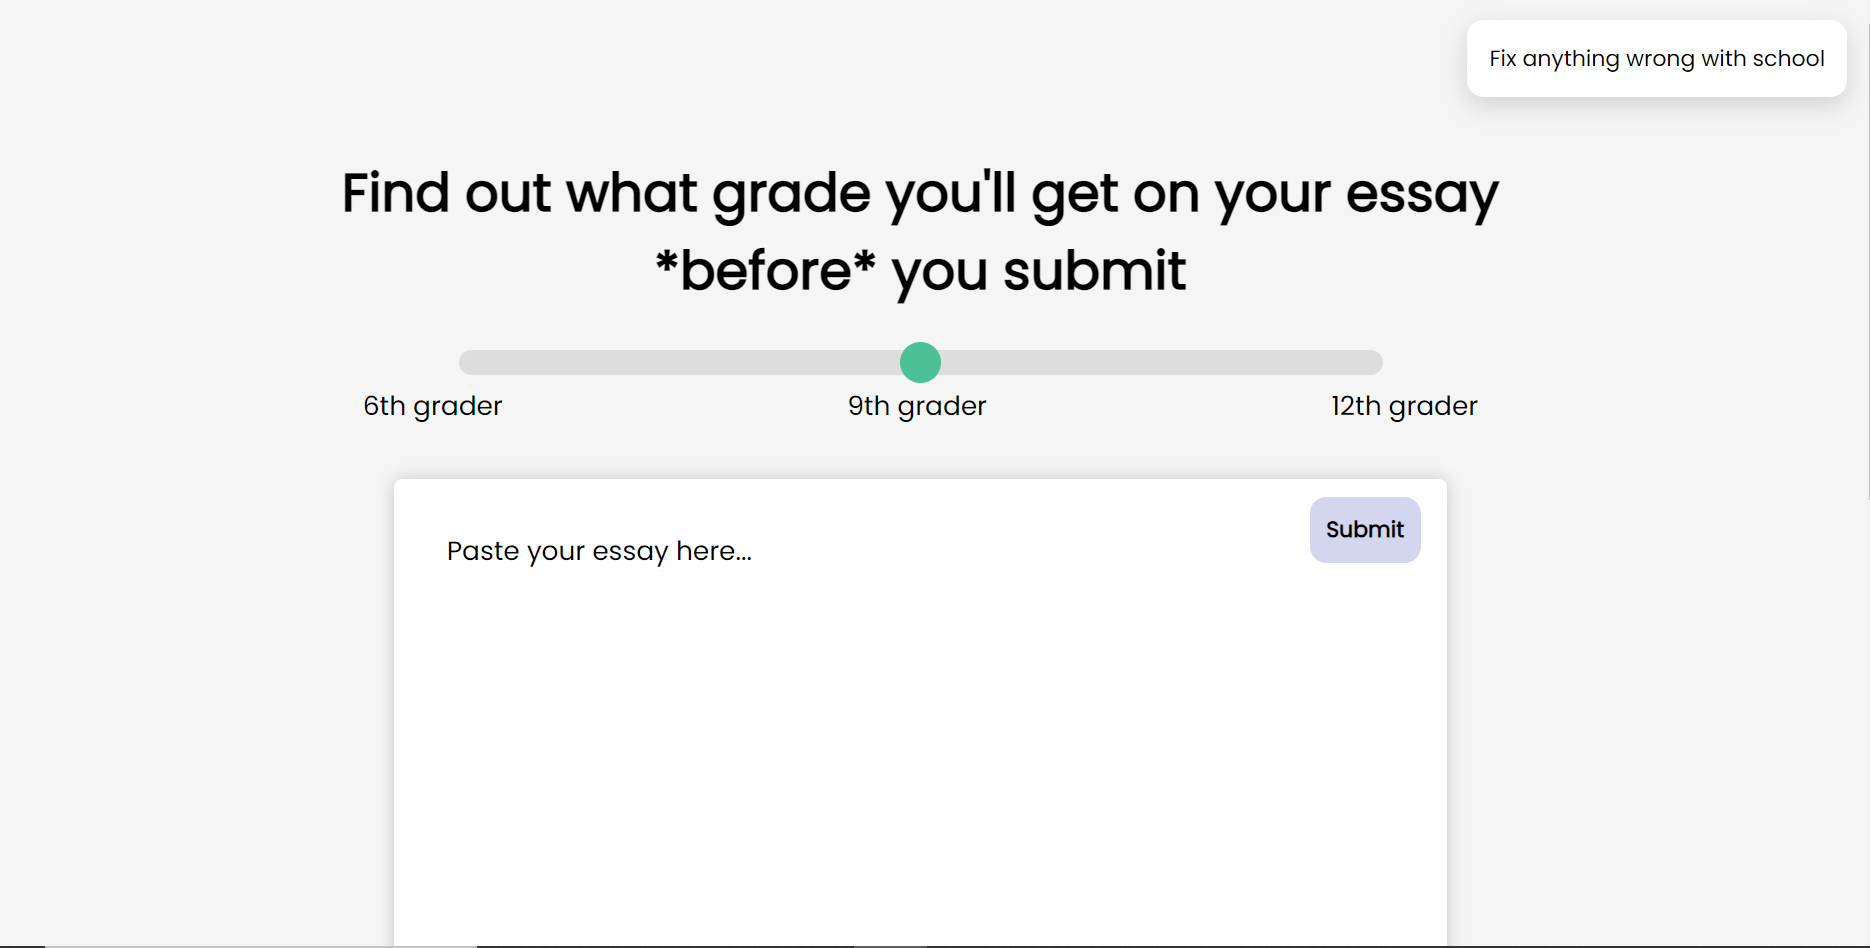 Fix anything wrong with school
Find out what grade you'll get on your essay
*before* you submit
6th grader
9th grader
12th grader
Submit
Paste your essay here...